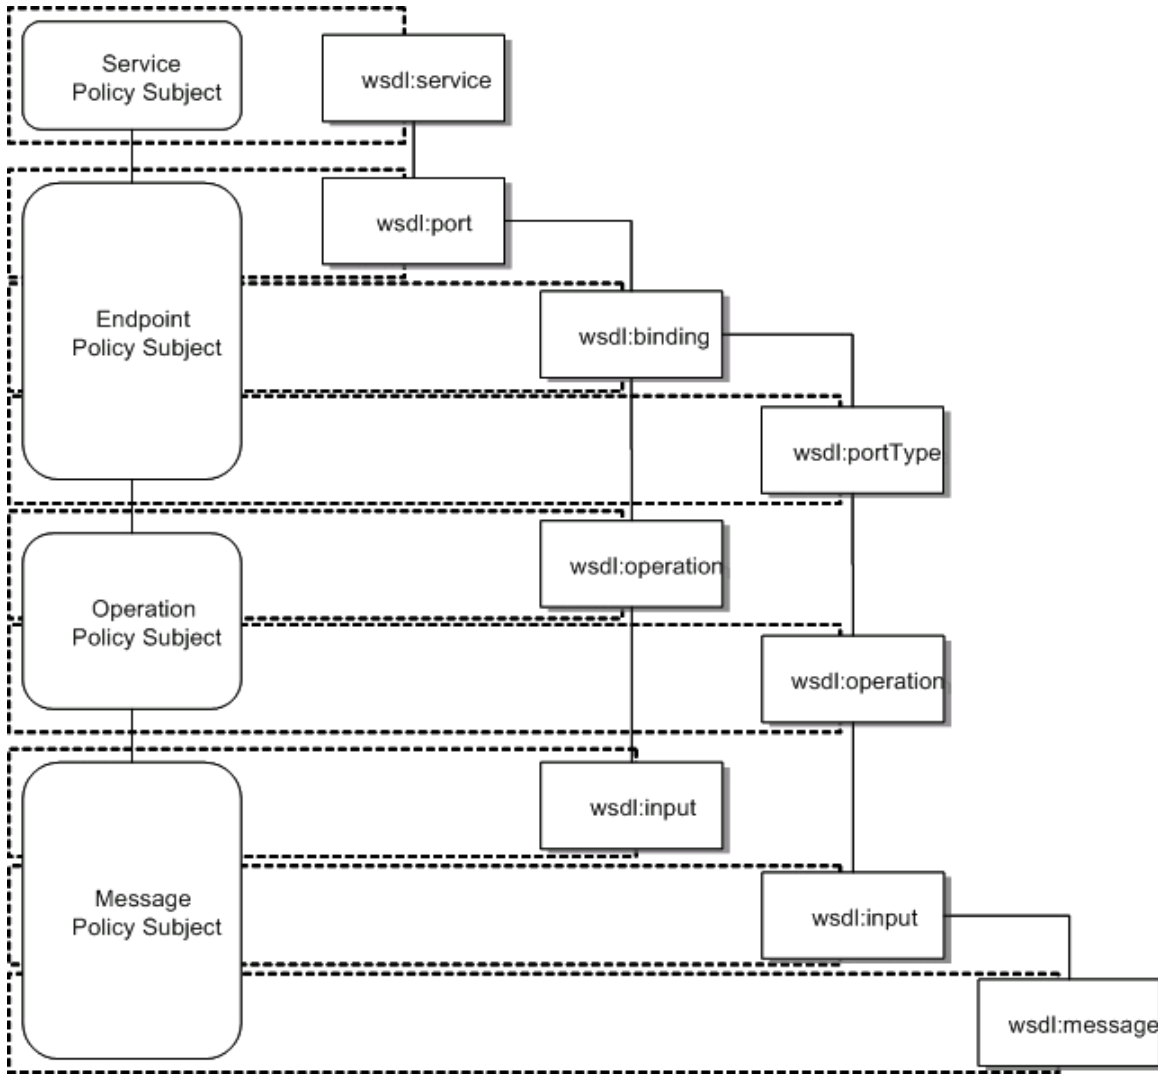 Service
Policy Subject
wsdl:service
wsdl:port
Endpoint
Policy Subject
wsdl:binding
wsdl:portType
wsdl:operation
Operation
Policy Subject
wsdl:operation
wsdl:input
Message
Policy Subject
wsdl:input
wsdl:message